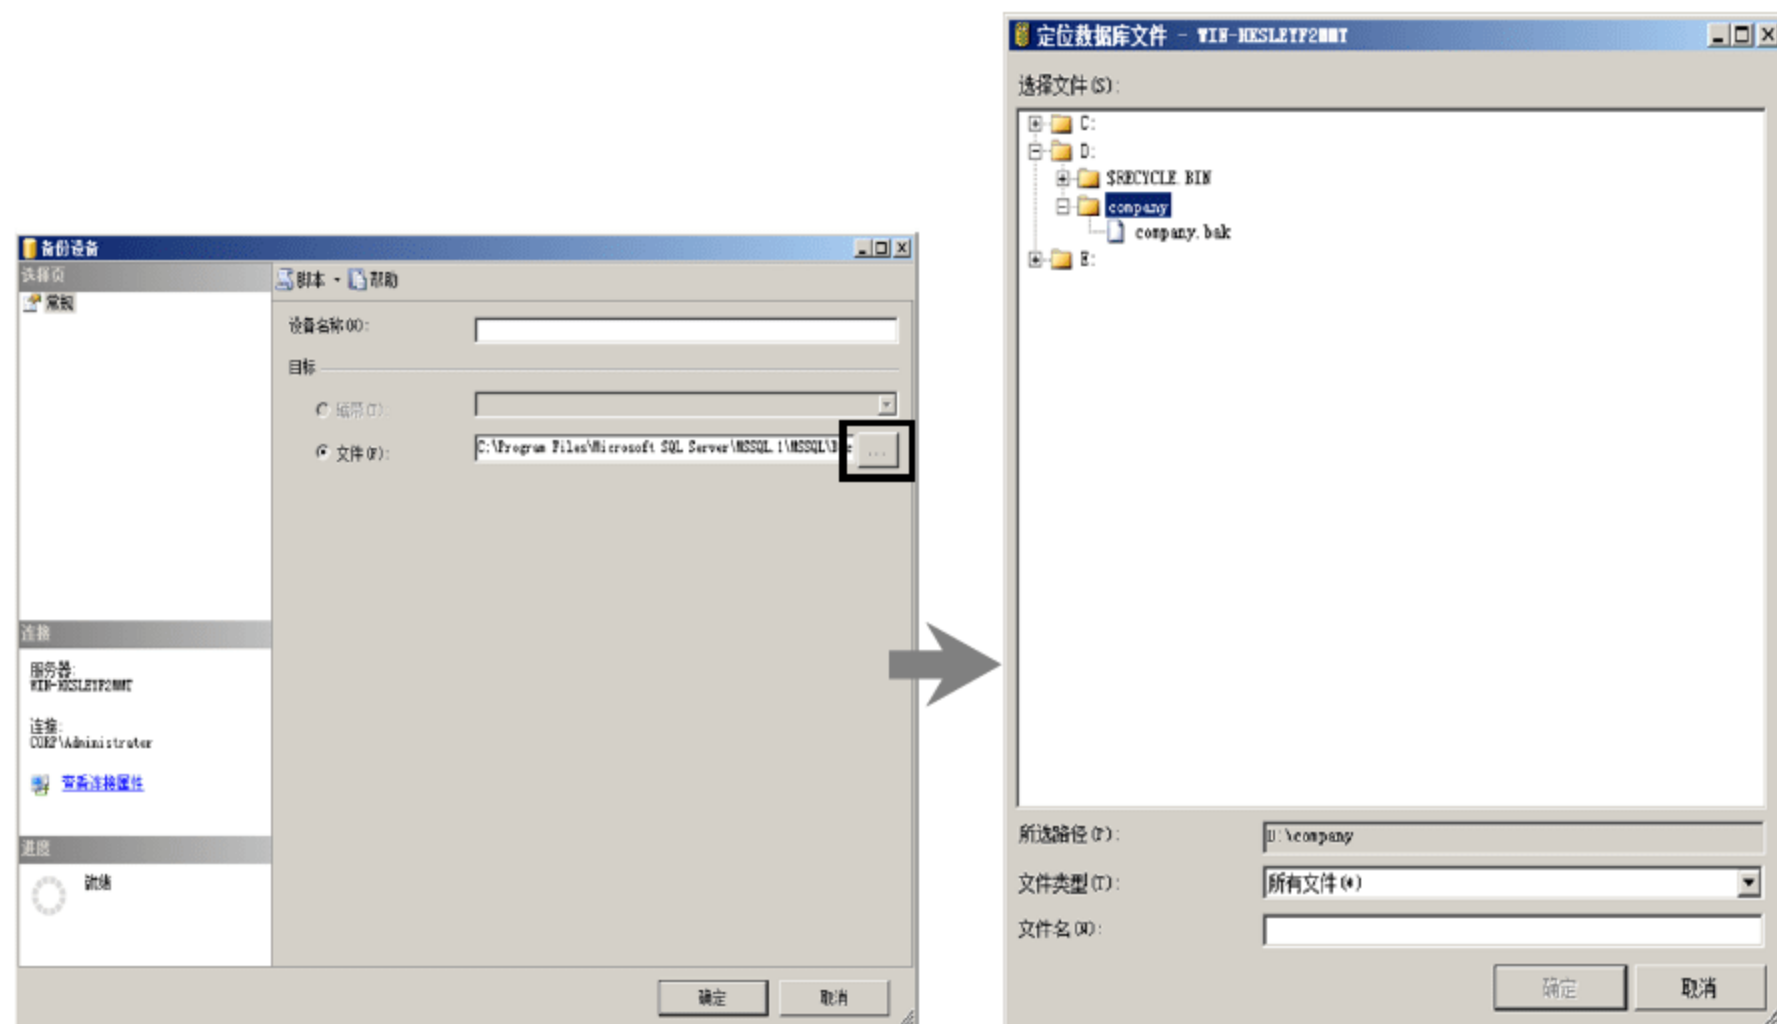 备份设备
选择页
常规
脚本
帮助
设备名称(N):
目标
磁带(T):
文件(F):
C:\Program Files\Microsoft SQL Server\MSSQL.1\MSSQL\
...
连接
服务器:
连接:
CORP\Administrator
查看连接属性
进度
就绪
确定
取消
定位数据库文件 -
选择文件(S):
C:
D:
$RECYCLE.BIN
company
company.bak
E:
所选路径(P):
D:\company
文件类型(T):
所有文件(*)
文件名(N):
确定
取消